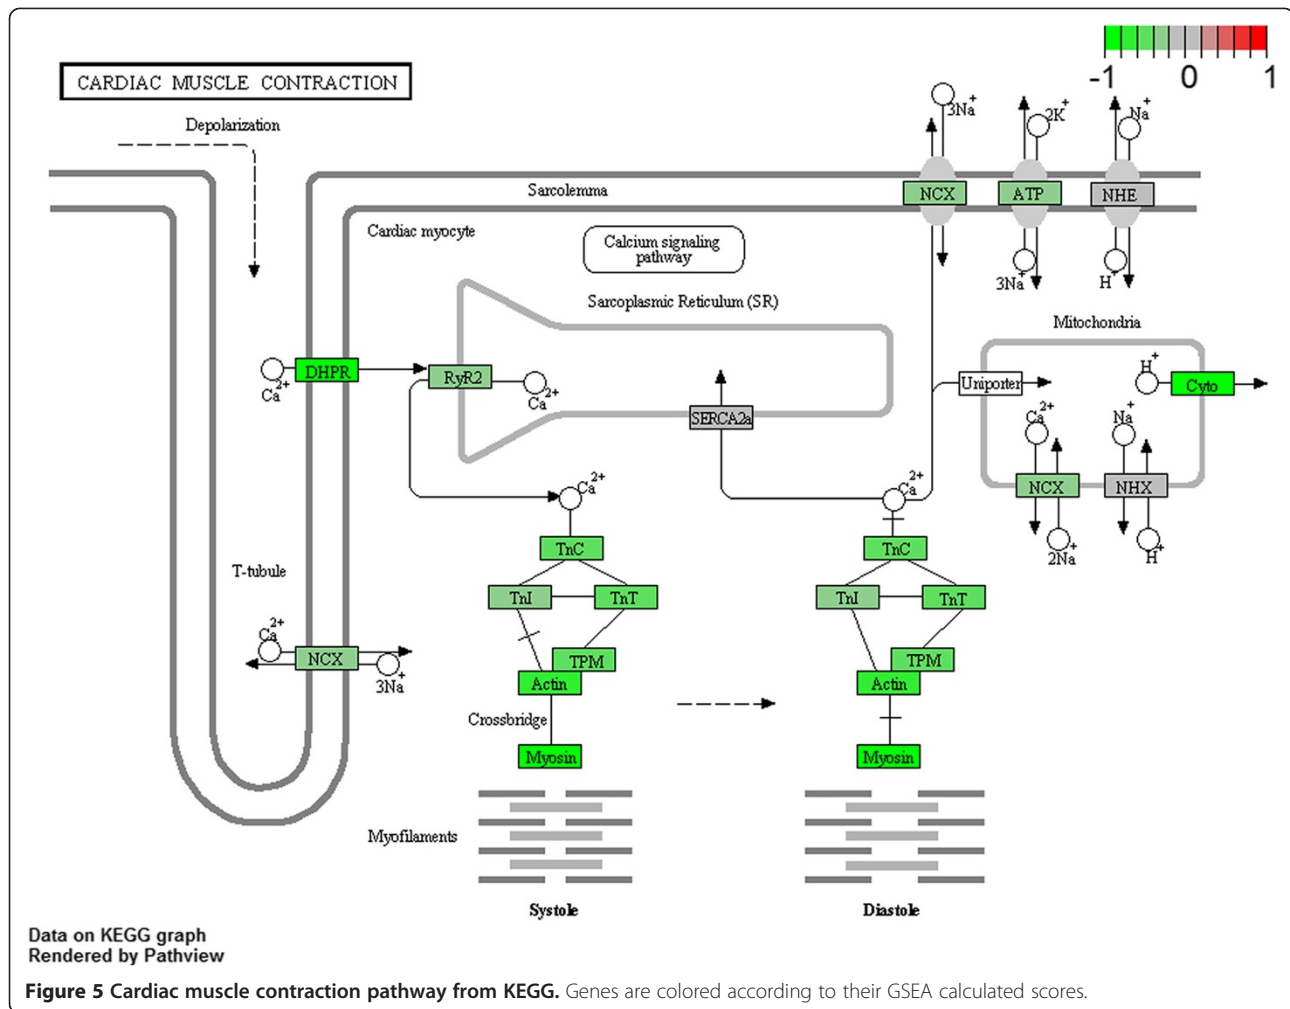 -1 0 1
CARDIAC MUSCLE CONTRACTION
Depolarization
3Na+
2K+
Na+
Sarcolemma
NCX
ATP
NHE
Cardiac myocyte
Calcium signaling
pathway
3Na+
H+
Sarcoplasmic Reticulum (SR)
Mitochondria
DHPR
Ca2+
RyR2
Ca2+
SERCA2a
Uniporter
H+
Cyto
Ca2+
Na+
NCX
NHX
2Na+
H+
Ca2+
Ca2+
TnC
TnC
T-tubule
TnI
TnT
TnI
TnT
Ca2+
NCX
3Na+
TPM
Actin
TPM
Actin
Crossbridge
Myosin
Myosin
Myofilaments
Systole
Diastole
Data on KEGG graph
Rendered by Pathview
Figure 5 Cardiac muscle contraction pathway from KEGG. Genes are colored according to their GSEA calculated scores.